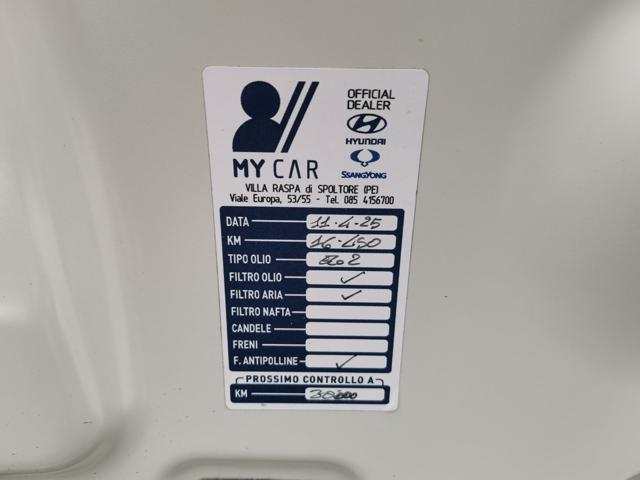 OFFICIAL
DEALER
HYUNDAI
SSANGYONG
MY CAR
VILLA RASPA di SPOLTORE (PE)
Viale Europa, 53/55 - Tel. 085 4156700
DATA 11-4-25
KM 16.450
TIPO OLIO
FILTRO OLIO ✓
FILTRO ARIA ✓
FILTRO NAFTA
CANDELE
FRENI
F. ANTIPOLLINE ✓
PROSSIMO CONTROLLO A
KM